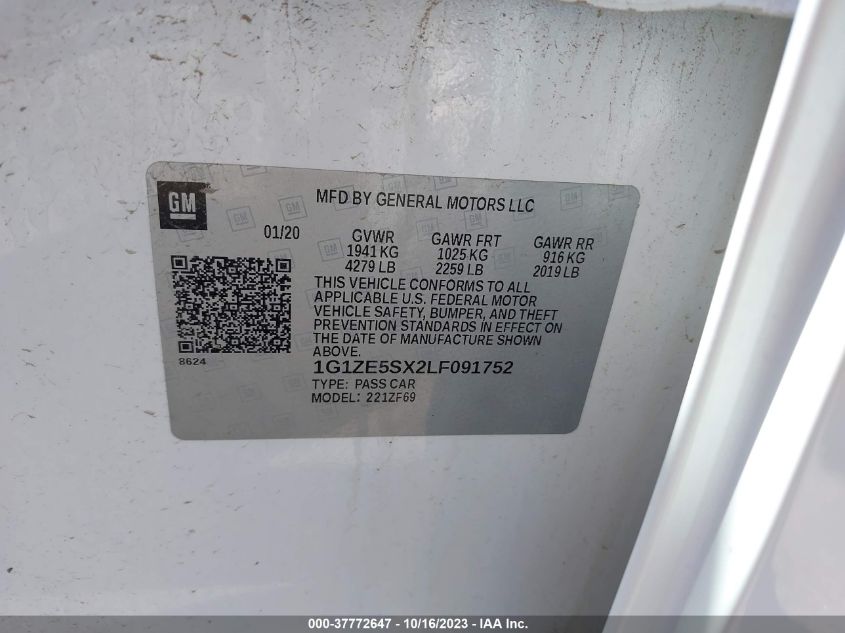 GM
MFD BY GENERAL MOTORS LLC
01/20 GVWR GAWR FRT GAWR RR
1941 KG 1025 KG 916 KG
4279 LB 2259 LB 2019 LB
THIS VEHICLE CONFORMS TO ALL
APPLICABLE U.S. FEDERAL MOTOR
VEHICLE SAFETY, BUMPER, AND THEFT
PREVENTION STANDARDS IN EFFECT ON
THE DATE OF MANUFACTURE SHOWN
ABOVE.
8624
1G1ZE5SX2LF091752
TYPE: PASS CAR
MODEL: 221ZF69
000-37772647 - 10/16/2023 - IAA Inc.